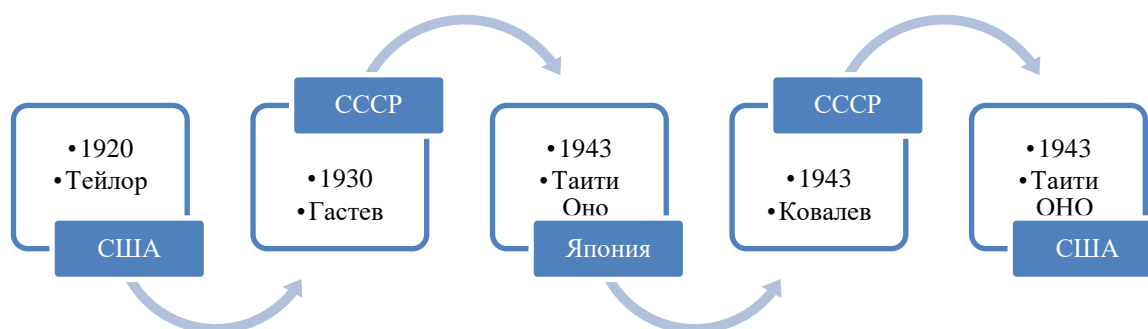 •1920
•Тейлор
США
СССР
•1930
•Гастев
•1943
•Таити
Оно
Япония
СССР
•1943
•Ковалев
•1943
•Таити
ОНО
США